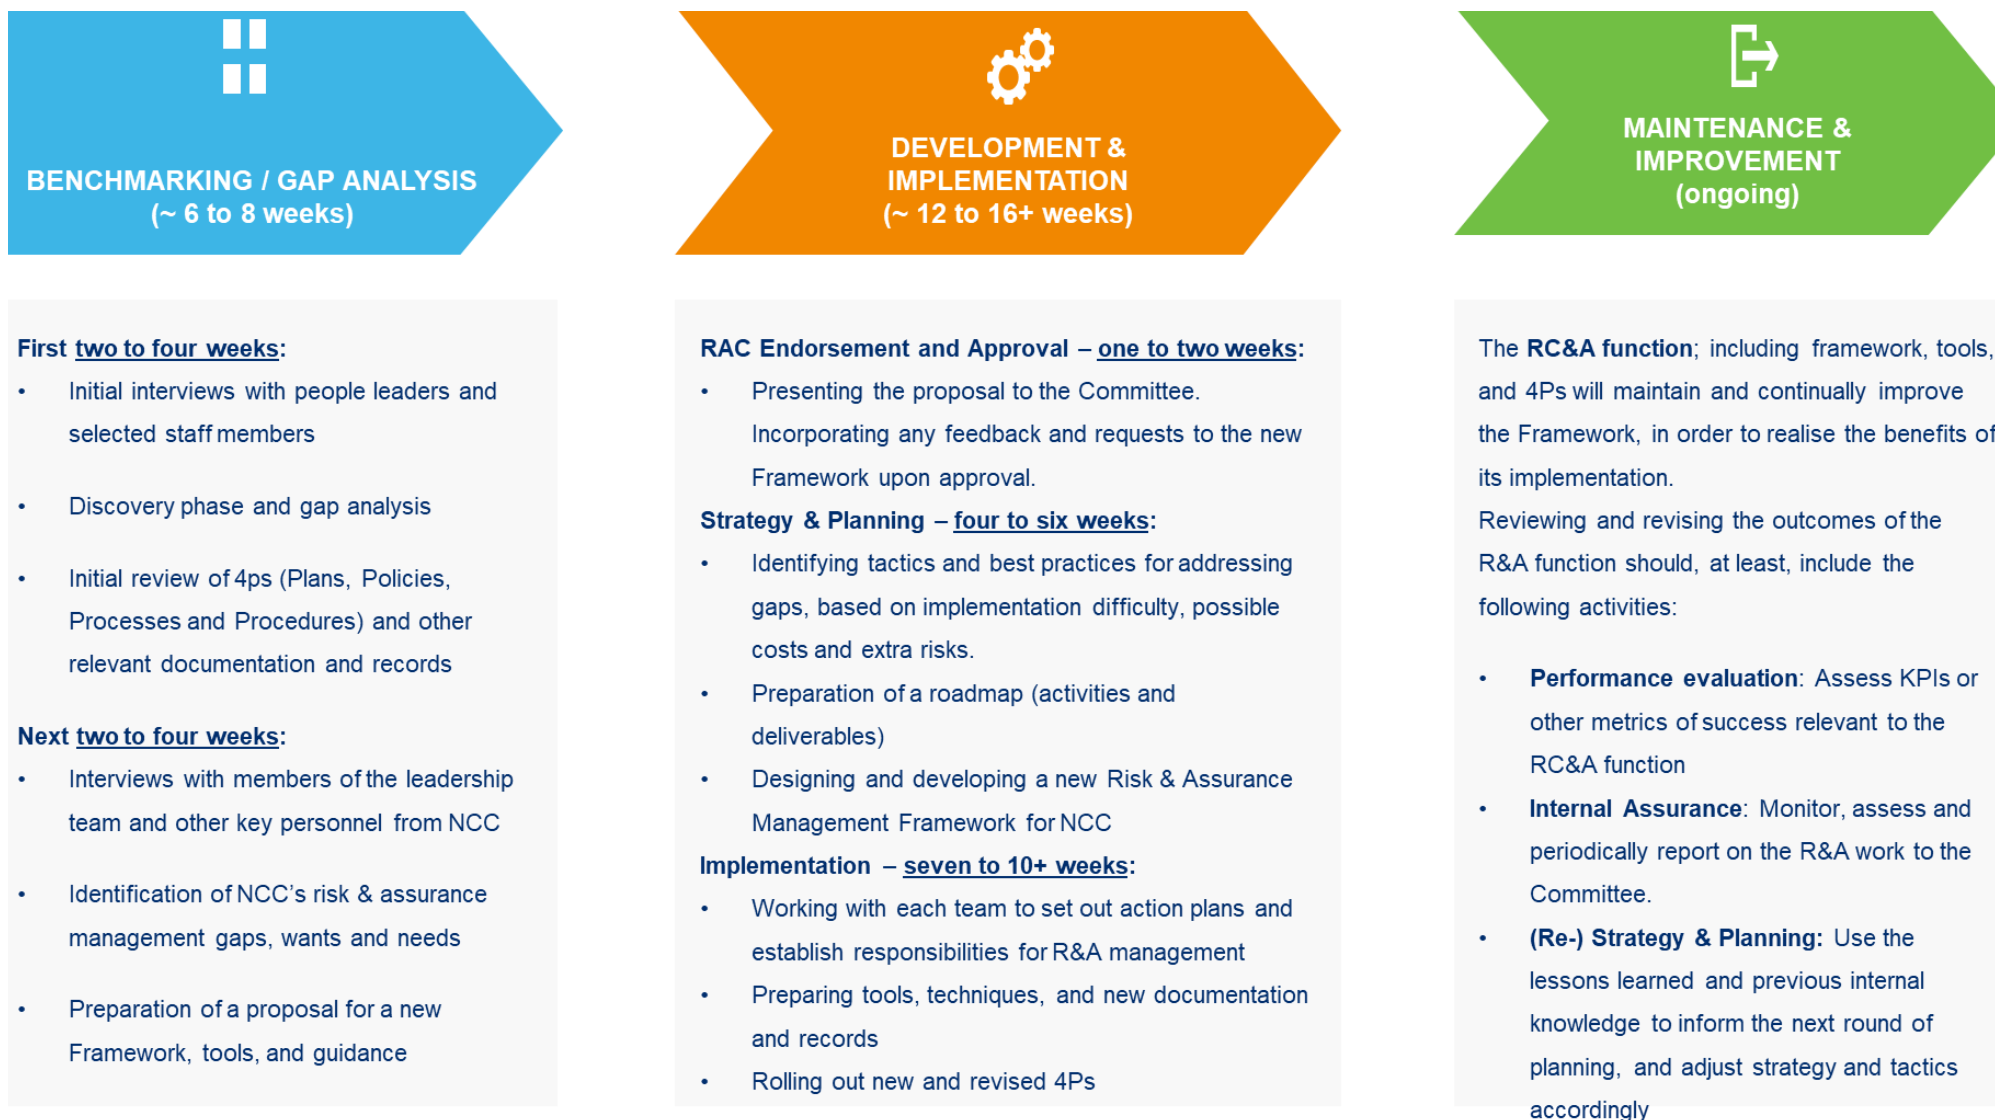 BENCHMARKING / GAP ANALYSIS
(~ 6 to 8 weeks)
First two to four weeks:
• Initial interviews with people leaders and
selected staff members
• Discovery phase and gap analysis
• Initial review of 4ps (Plans, Policies,
Processes and Procedures) and other
relevant documentation and records
Next two to four weeks:
• Interviews with members of the leadership
team and other key personnel from NCC
• Identification of NCC’s risk & assurance
management gaps, wants and needs
• Preparation of a proposal for a new
Framework, tools, and guidance
DEVELOPMENT &
IMPLEMENTATION
(~ 12 to 16+ weeks)
RAC Endorsement and Approval – one to two weeks:
• Presenting the proposal to the Committee.
Incorporating any feedback and requests to the new
Framework upon approval.
Strategy & Planning – four to six weeks:
• Identifying tactics and best practices for addressing
gaps, based on implementation difficulty, possible
costs and extra risks.
• Preparation of a roadmap (activities and
deliverables)
• Designing and developing a new Risk & Assurance
Management Framework for NCC
Implementation – seven to 10+ weeks:
• Working with each team to set out action plans and
establish responsibilities for R&A management
• Preparing tools, techniques, and new documentation
and records
• Rolling out new and revised 4Ps
MAINTENANCE &
IMPROVEMENT
(ongoing)
The RC&A function; including framework, tools,
and 4Ps will maintain and continually improve
the Framework, in order to realise the benefits of
its implementation.
Reviewing and revising the outcomes of the
R&A function should, at least, include the
following activities:
• Performance evaluation: Assess KPIs or
other metrics of success relevant to the
RC&A function
• Internal Assurance: Monitor, assess and
periodically report on the R&A work to the
Committee.
• (Re-) Strategy & Planning: Use the
lessons learned and previous internal
knowledge to inform the next round of
planning, and adjust strategy and tactics
accordingly